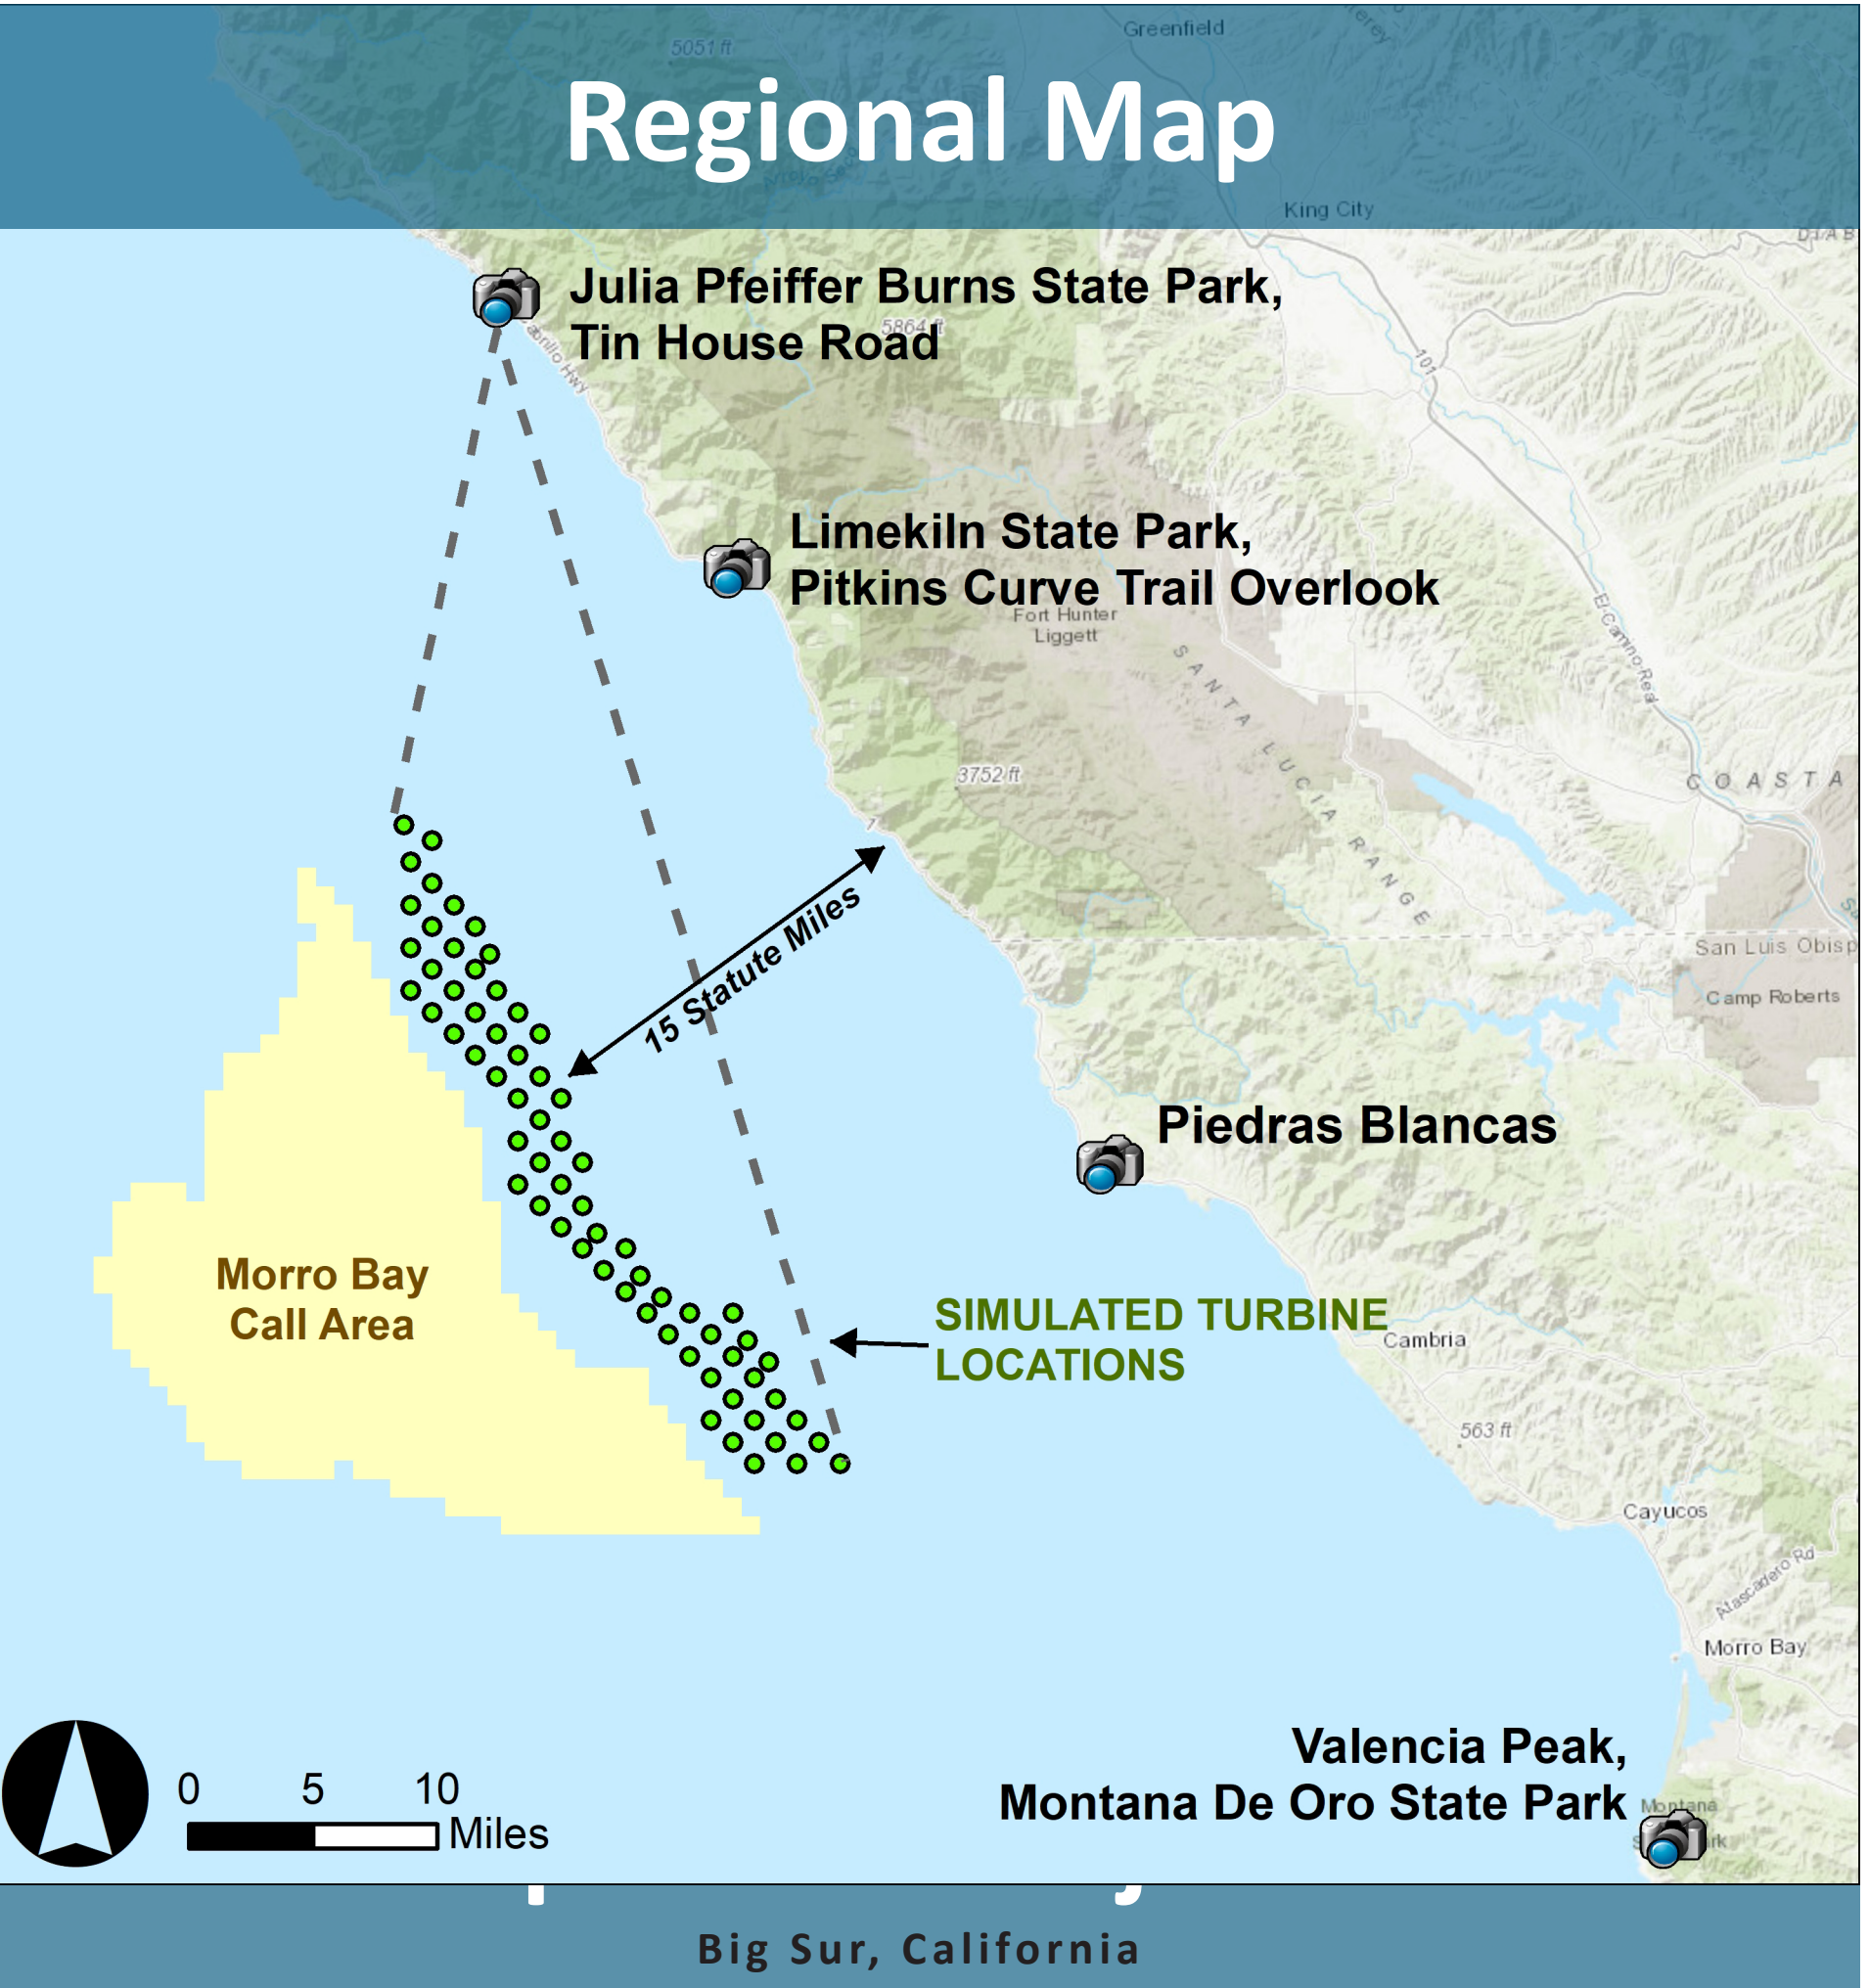 Greenfield
5051 ft
Regional Map
King City
Julia Pfeiffer Burns State Park,
Tin House Road
5864 ft
101
Limekiln State Park,
Pitkins Curve Trail Overlook
Fort Hunter
Liggett
El Camino Real
SANTA LUCIA RANGE
3752 ft
COASTA
1
15 Statute Miles
San Luis Obisp
Camp Roberts
Piedras Blancas
Morro Bay
Call Area
SIMULATED TURBINE
LOCATIONS
Cambria
563 ft
Cayucos
Atascadero Rd
Morro Bay
Valencia Peak,
Montana De Oro State Park
Montana
0 5 10
Miles
Big Sur, California